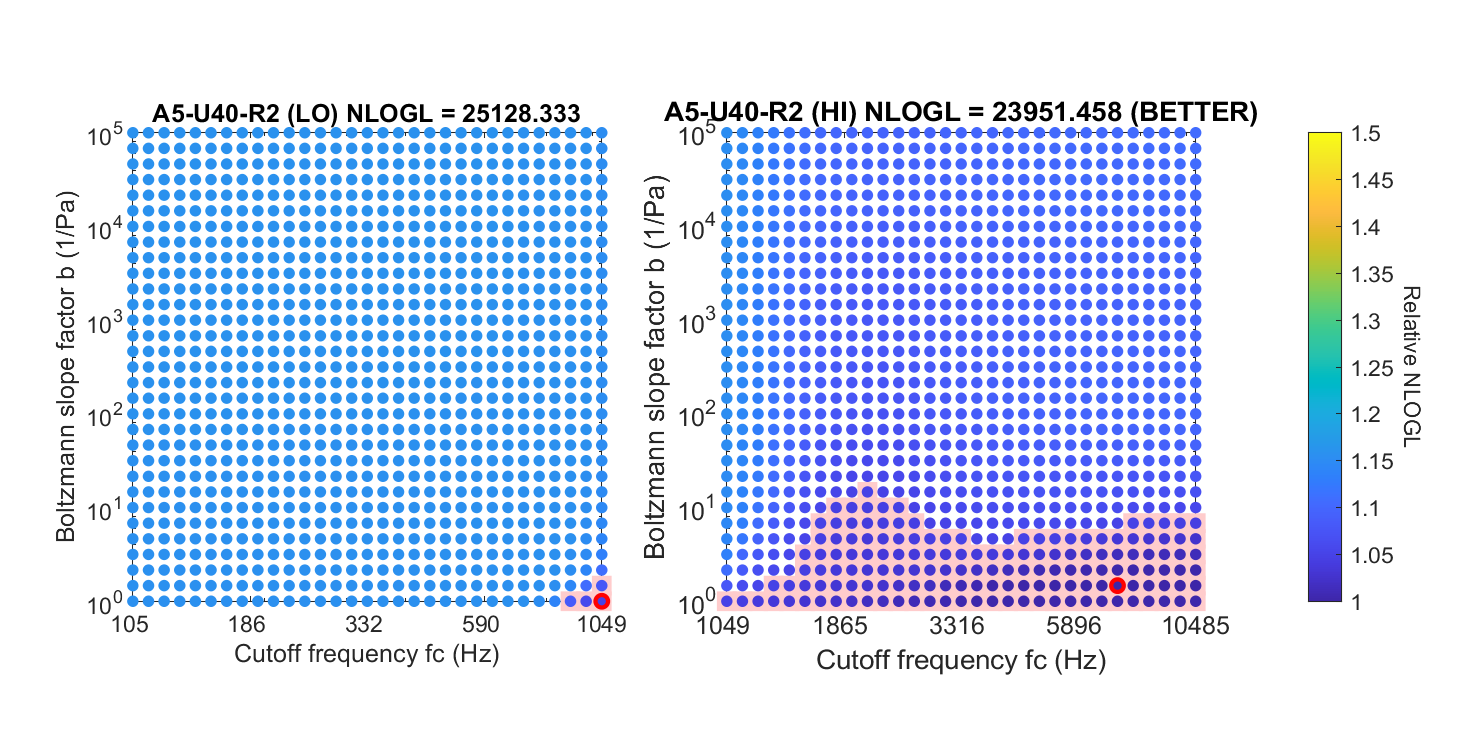 A5-U40-R2 (LO) NLOGL = 25128.333
10^5
10^4
10^3
10^2
10^1
10^0
Boltzmann slope factor b (1/Pa)
105 186 332 590 1049
Cutoff frequency fc (Hz)
A5-U40-R2 (HI) NLOGL = 23951.458 (BETTER)
10^5
10^4
10^3
10^2
10^1
10^0
Boltzmann slope factor b (1/Pa)
1049 1865 3316 5896 10485
Cutoff frequency fc (Hz)
1.5
1.45
1.4
1.35
1.3
1.25
1.2
1.15
1.1
1.05
1
Relative NLOGL